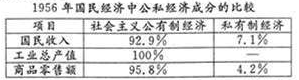 1956年国民经济中公私经济成分的比较
项目 社会主义公有制经济 私有制经济
国民收入 92.9% 7.1%
工业总产值 100% —
商品零售额 95.8% 4.2%